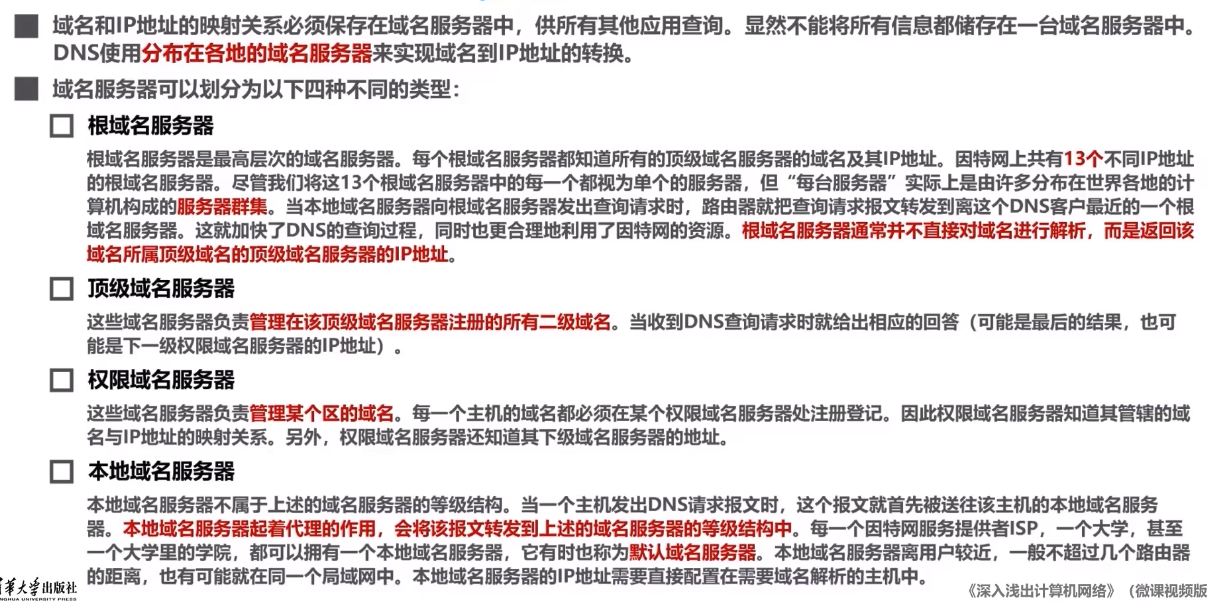 域名和IP地址的映射关系必须保存在域名服务器中，供所有其他应用查询。显然不能将所有信息都储存在一台域名服务器中。
DNS使用分布在各地的域名服务器来实现域名到IP地址的转换。
域名服务器可以划分为以下四种不同的类型：
根域名服务器
根域名服务器是最高层次的域名服务器。每个根域名服务器都知道所有的顶级域名服务器的域名及其IP地址。因特网上共有13个不同IP地址
的根域名服务器。尽管我们将这13个根域名服务器中的每一个都视为单个的服务器，但“每台服务器”实际上是由许多分布在世界各地的计
算机构成的服务器群集。当本地域名服务器向根域名服务器发出查询请求时，路由器就把查询请求报文转发到离这个DNS客户最近的一个根
域名服务器。这就加快了DNS的查询过程，同时也更合理地利用了因特网的资源。根域名服务器通常并不直接对域名进行解析，而是返回该
域名所属顶级域名的顶级域名服务器的IP地址。
顶级域名服务器
这些域名服务器负责管理在该顶级域名服务器注册的所有二级域名。当收到DNS查询请求时就给出相应的回答（可能是最后的结果，也可
能是下一级权限域名服务器的IP地址）。
权限域名服务器
这些域名服务器负责管理某个区的域名。每一个主机的域名都必须在某个权限域名服务器处注册登记。因此权限域名服务器知道其管辖的域
名与IP地址的映射关系。另外，权限域名服务器还知道其下级域名服务器的地址。
本地域名服务器
本地域名服务器不属于上述的域名服务器的等级结构。当一个主机发出DNS请求报文时，这个报文就首先被送往该主机的本地域名服务
器。本地域名服务器起着代理的作用，会将该报文转发到上述的域名服务器的等级结构中。每一个因特网服务提供者ISP，一个大学，甚至
一个大学里的学院，都可以拥有一个本地域名服务器，它有时也称为默认域名服务器。本地域名服务器离用户较近，一般不超过几个路由器
的距离，也有可能就在同一个局域网中。本地域名服务器的IP地址需要直接配置在需要域名解析的主机中。
华大学出版社
NGHUA UNIVERSITY PRESS
《深入浅出计算机网络》（微课视频版